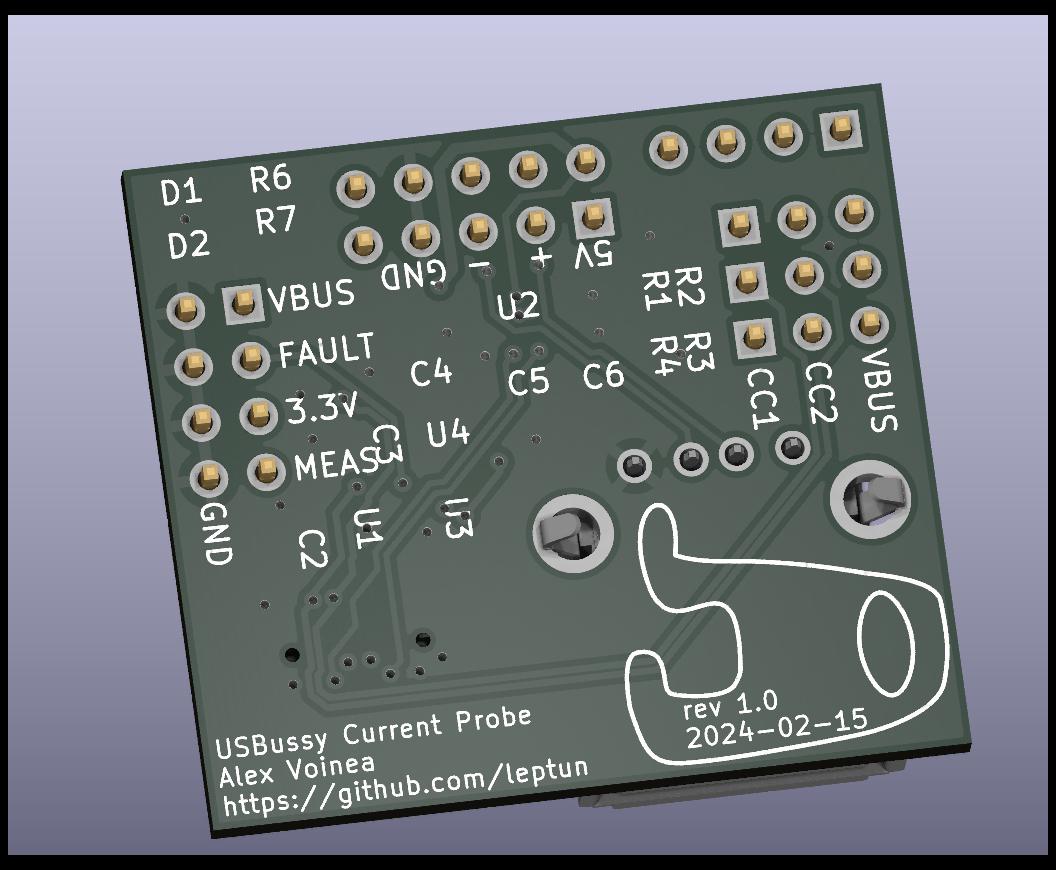 D1 R6
D2 R7
GND - + 5V
VBUS
FAULT
3.3V
MEAS
GND
U2
R1 R2
R4 R3
C4 C5 C6
CC1 CC2 VBUS
C3 U4
C2 U1 U3
rev 1.0
2024-02-15
USBussy Current Probe
Alex Voinea
https://github.com/leptun